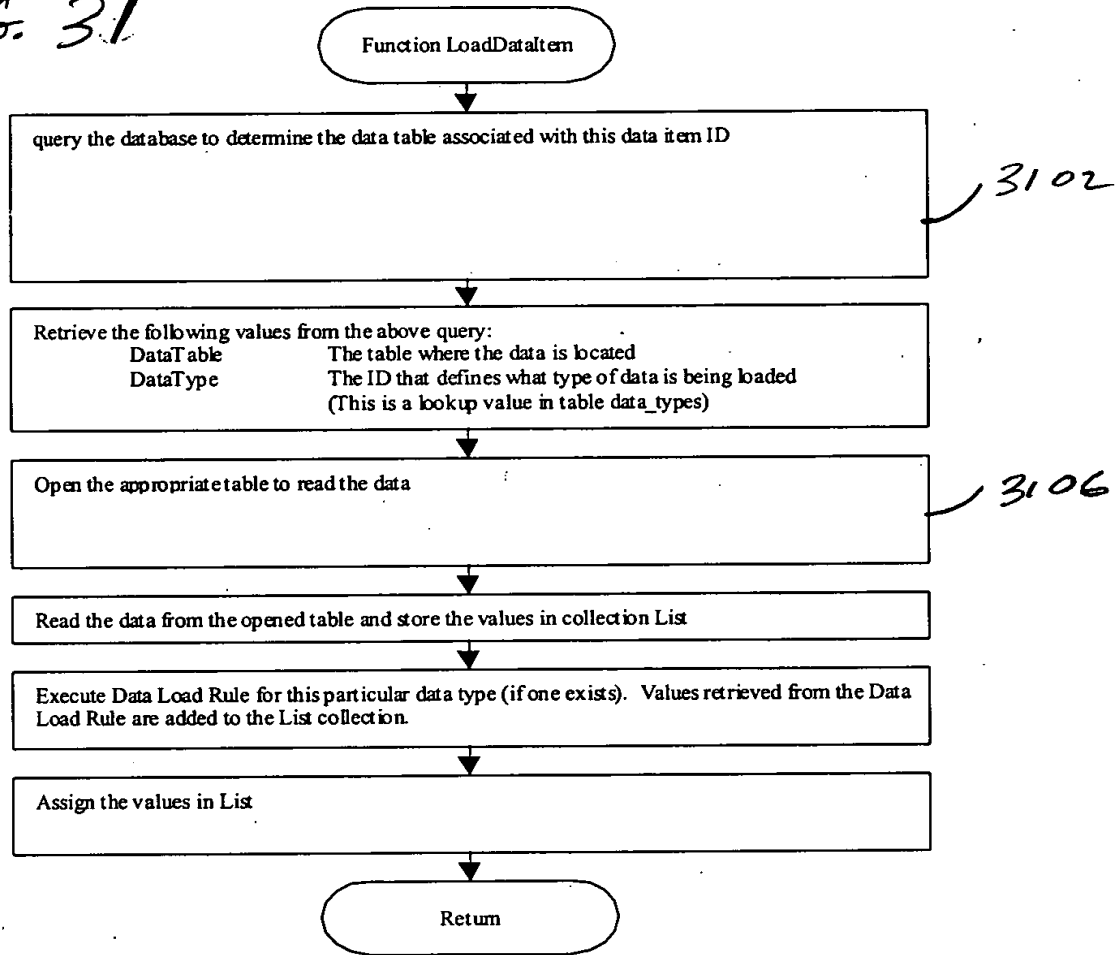 G. 31
Function LoadDataItem
query the database to determine the data table associated with this data item ID
3102
Retrieve the following values from the above query:
DataTable The table where the data is located
DataType The ID that defines what type of data is being loaded
(This is a lookup value in table data_types)
Open the appropriate table to read the data
3106
Read the data from the opened table and store the values in collection List
Execute Data Load Rule for this particular data type (if one exists). Values retrieved from the Data
Load Rule are added to the List collection.
Assign the values in List
Return